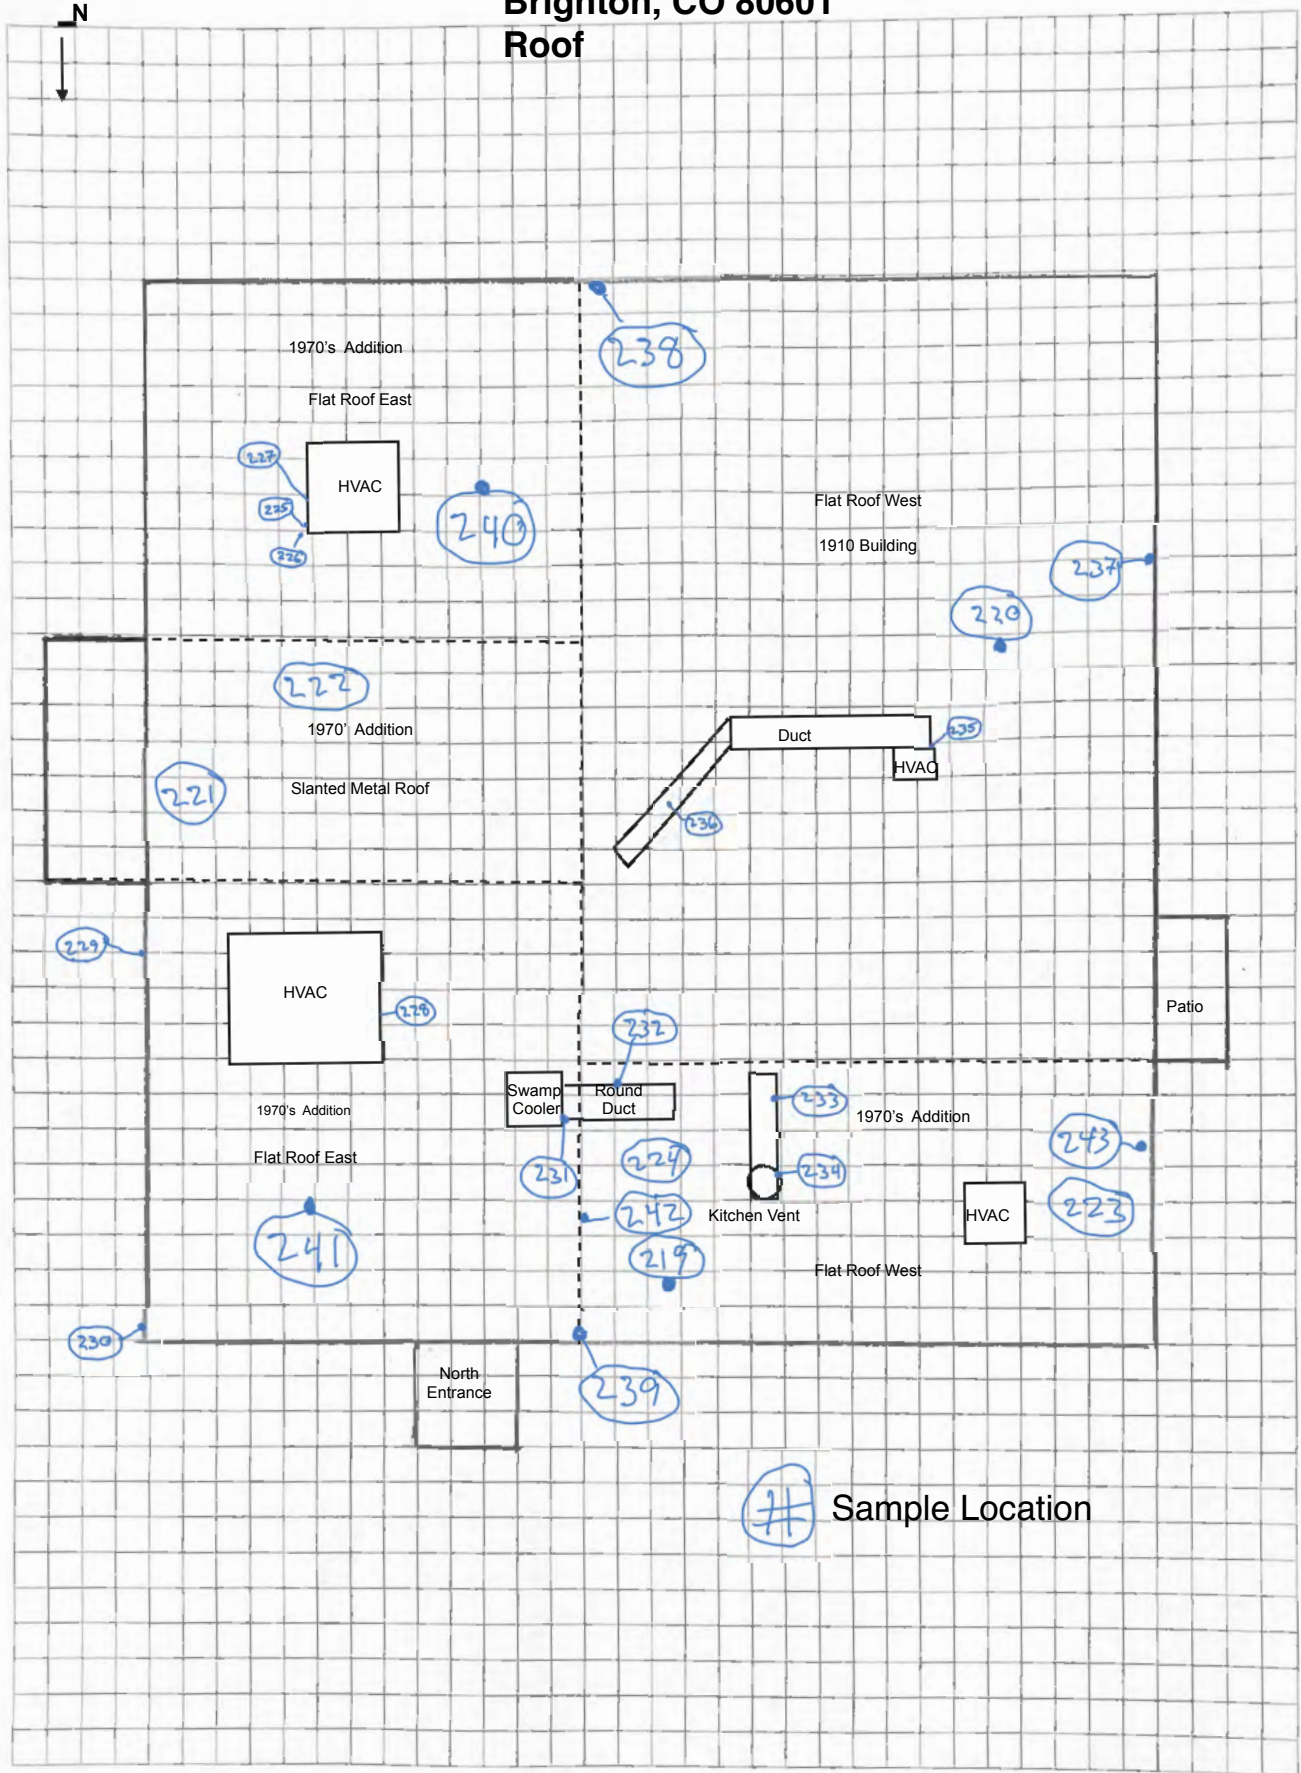 N
Brighton, CO 80601
Roof
1970's Addition
238
Flat Roof East
227
HVAC
225
240
226
Flat Roof West
1910 Building
237
220
222
1970' Addition
221
Slanted Metal Roof
Duct
235
HVAC
236
229
HVAC
228
Patio
232
Swamp
Cooler
Round
Duct
233
1970's Addition
1970's Addition
243
Flat Roof East
231
224
234
242
Kitchen Vent
HVAC
223
241
219
Flat Roof West
230
North
Entrance
239
# Sample Location